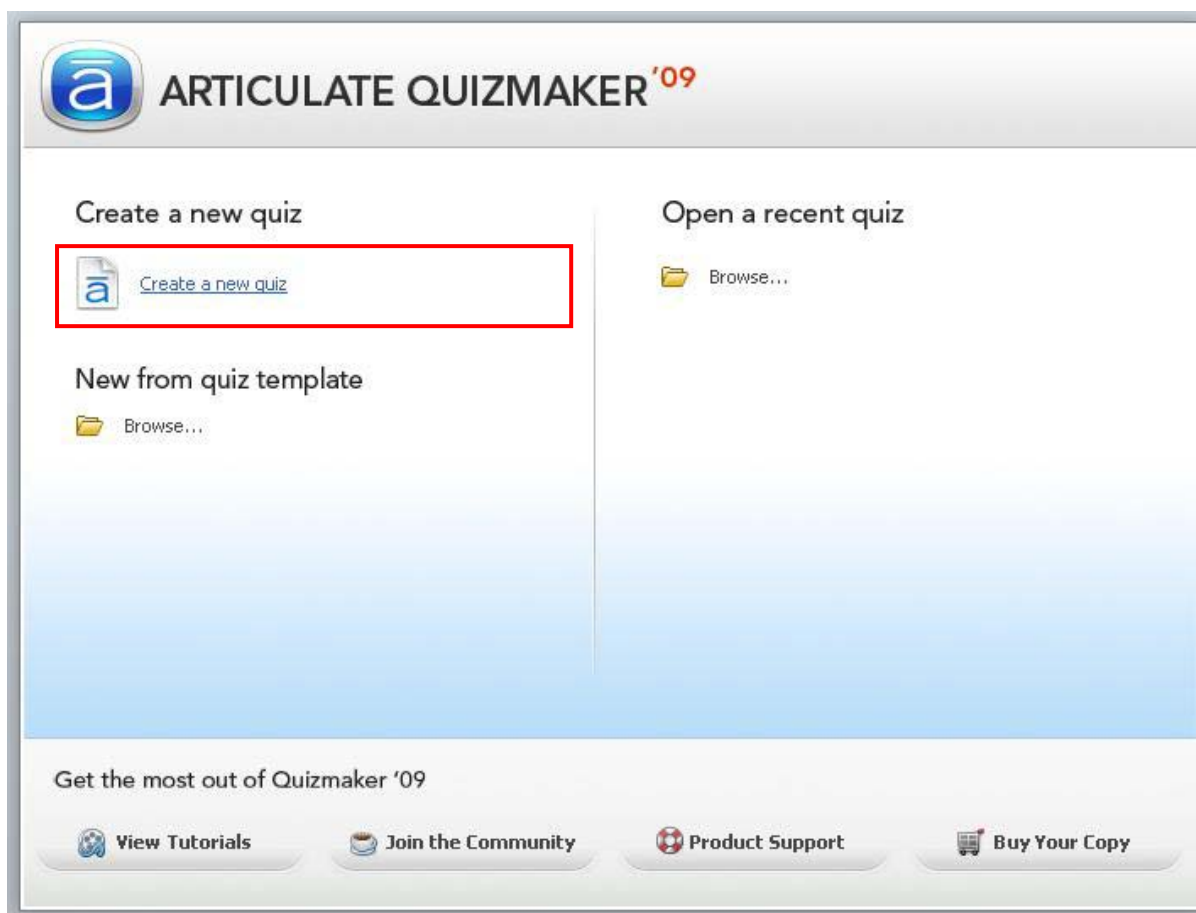 ā ARTICULATE QUIZMAKER '09
Create a new quiz
ā Create a new quiz
New from quiz template
Browse...
Open a recent quiz
Browse...
Get the most out of Quizmaker '09
View Tutorials
Join the Community
Product Support
Buy Your Copy